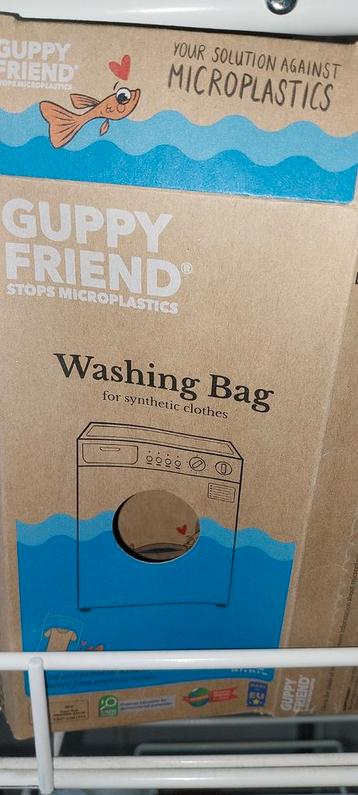 GUPPY
FRIEND
STOPS MICROPLASTICS
YOUR SOLUTION AGAINST
MICROPLASTICS
GUPPY
FRIEND®
STOPS MICROPLASTICS
Washing Bag
for synthetic clothes
GUPPY
FRIEND